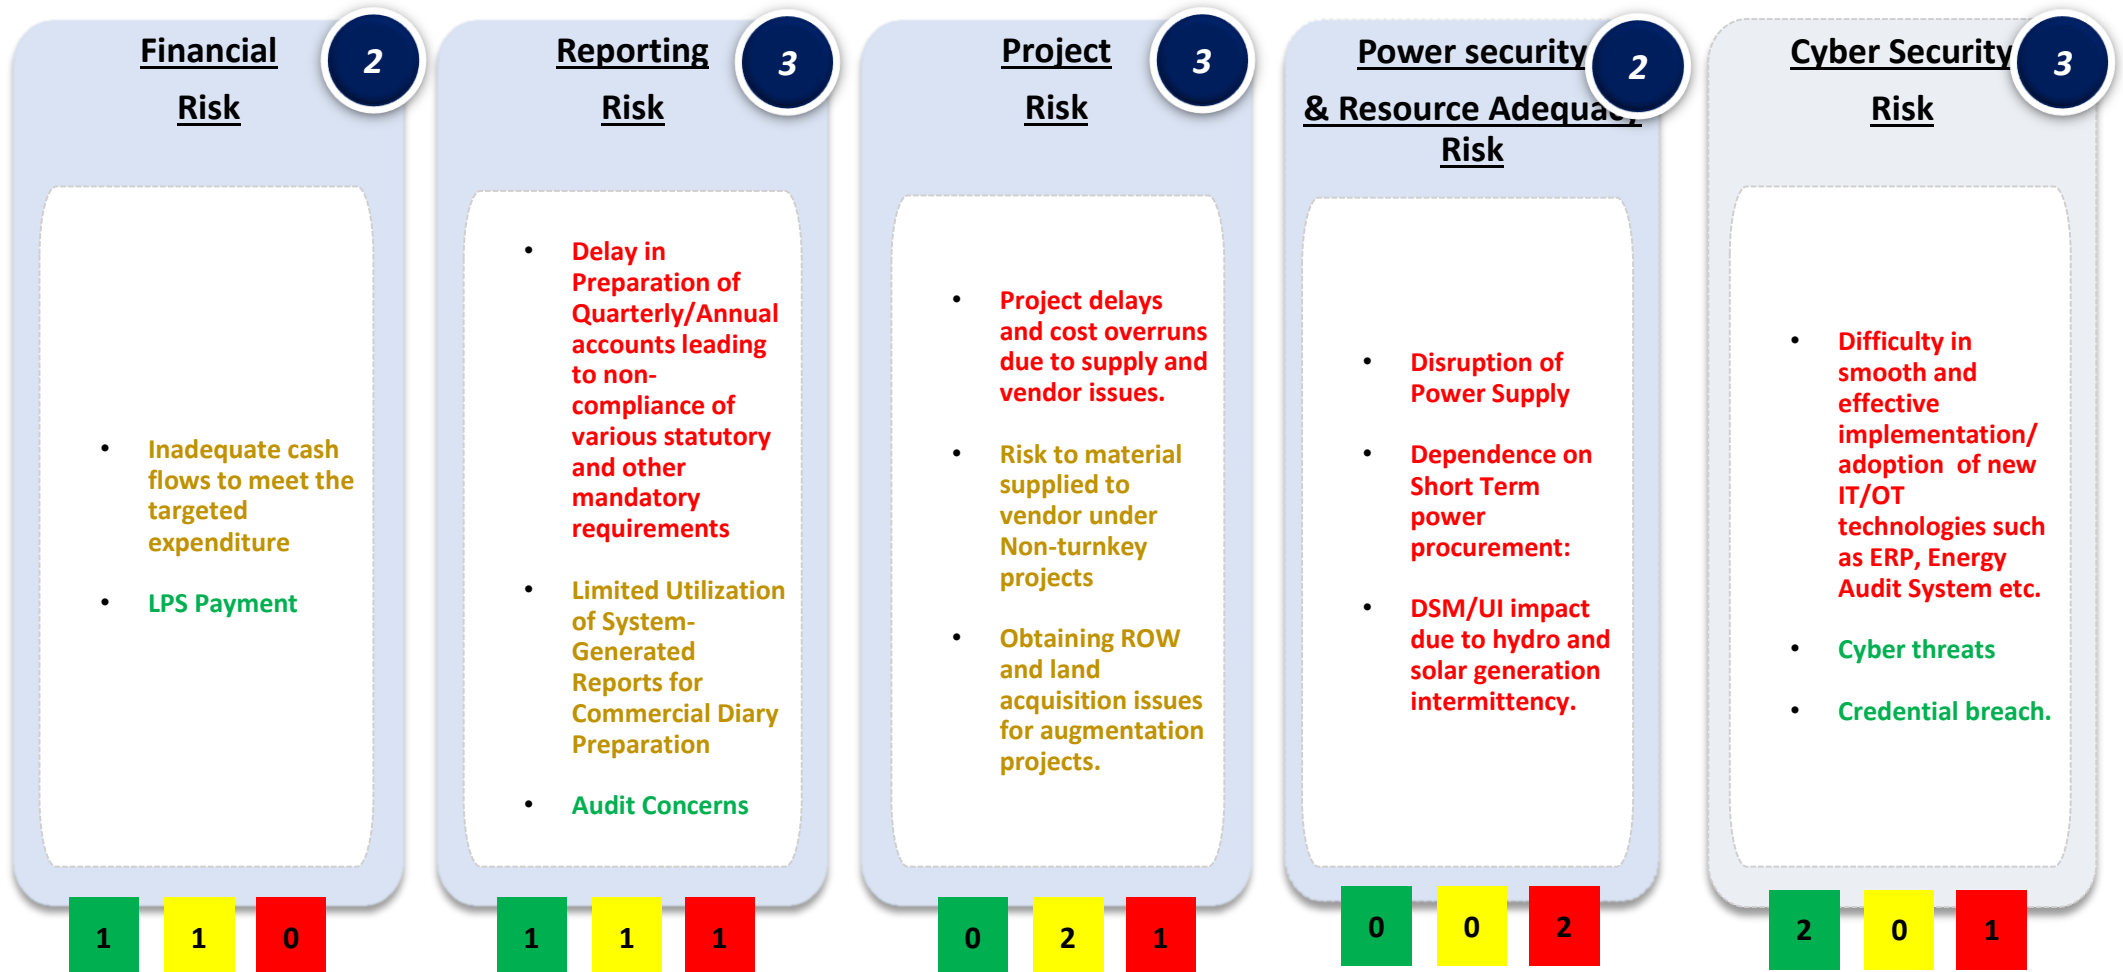 Financial
Risk
2
• Inadequate cash
flows to meet the
targeted
expenditure
• LPS Payment
1 1 0
Reporting
Risk
3
• Delay in
Preparation of
Quarterly/Annual
accounts leading
to non-
compliance of
various statutory
and other
mandatory
requirements
• Limited Utilization
of System-
Generated
Reports for
Commercial Diary
Preparation
• Audit Concerns
1 1 1
Project
Risk
3
• Project delays
and cost overruns
due to supply and
vendor issues.
• Risk to material
supplied to
vendor under
Non-turnkey
projects
• Obtaining ROW
and land
acquisition issues
for augmentation
projects.
0 2 1
Power security
& Resource Adequacy
Risk
2
• Disruption of
Power Supply
• Dependence on
Short Term
power
procurement:
• DSM/UI impact
due to hydro and
solar generation
intermittency.
0 0 2
Cyber Security
Risk
3
• Difficulty in
smooth and
effective
implementation/
adoption of new
IT/OT
technologies such
as ERP, Energy
Audit System etc.
• Cyber threats
• Credential breach.
2 0 1